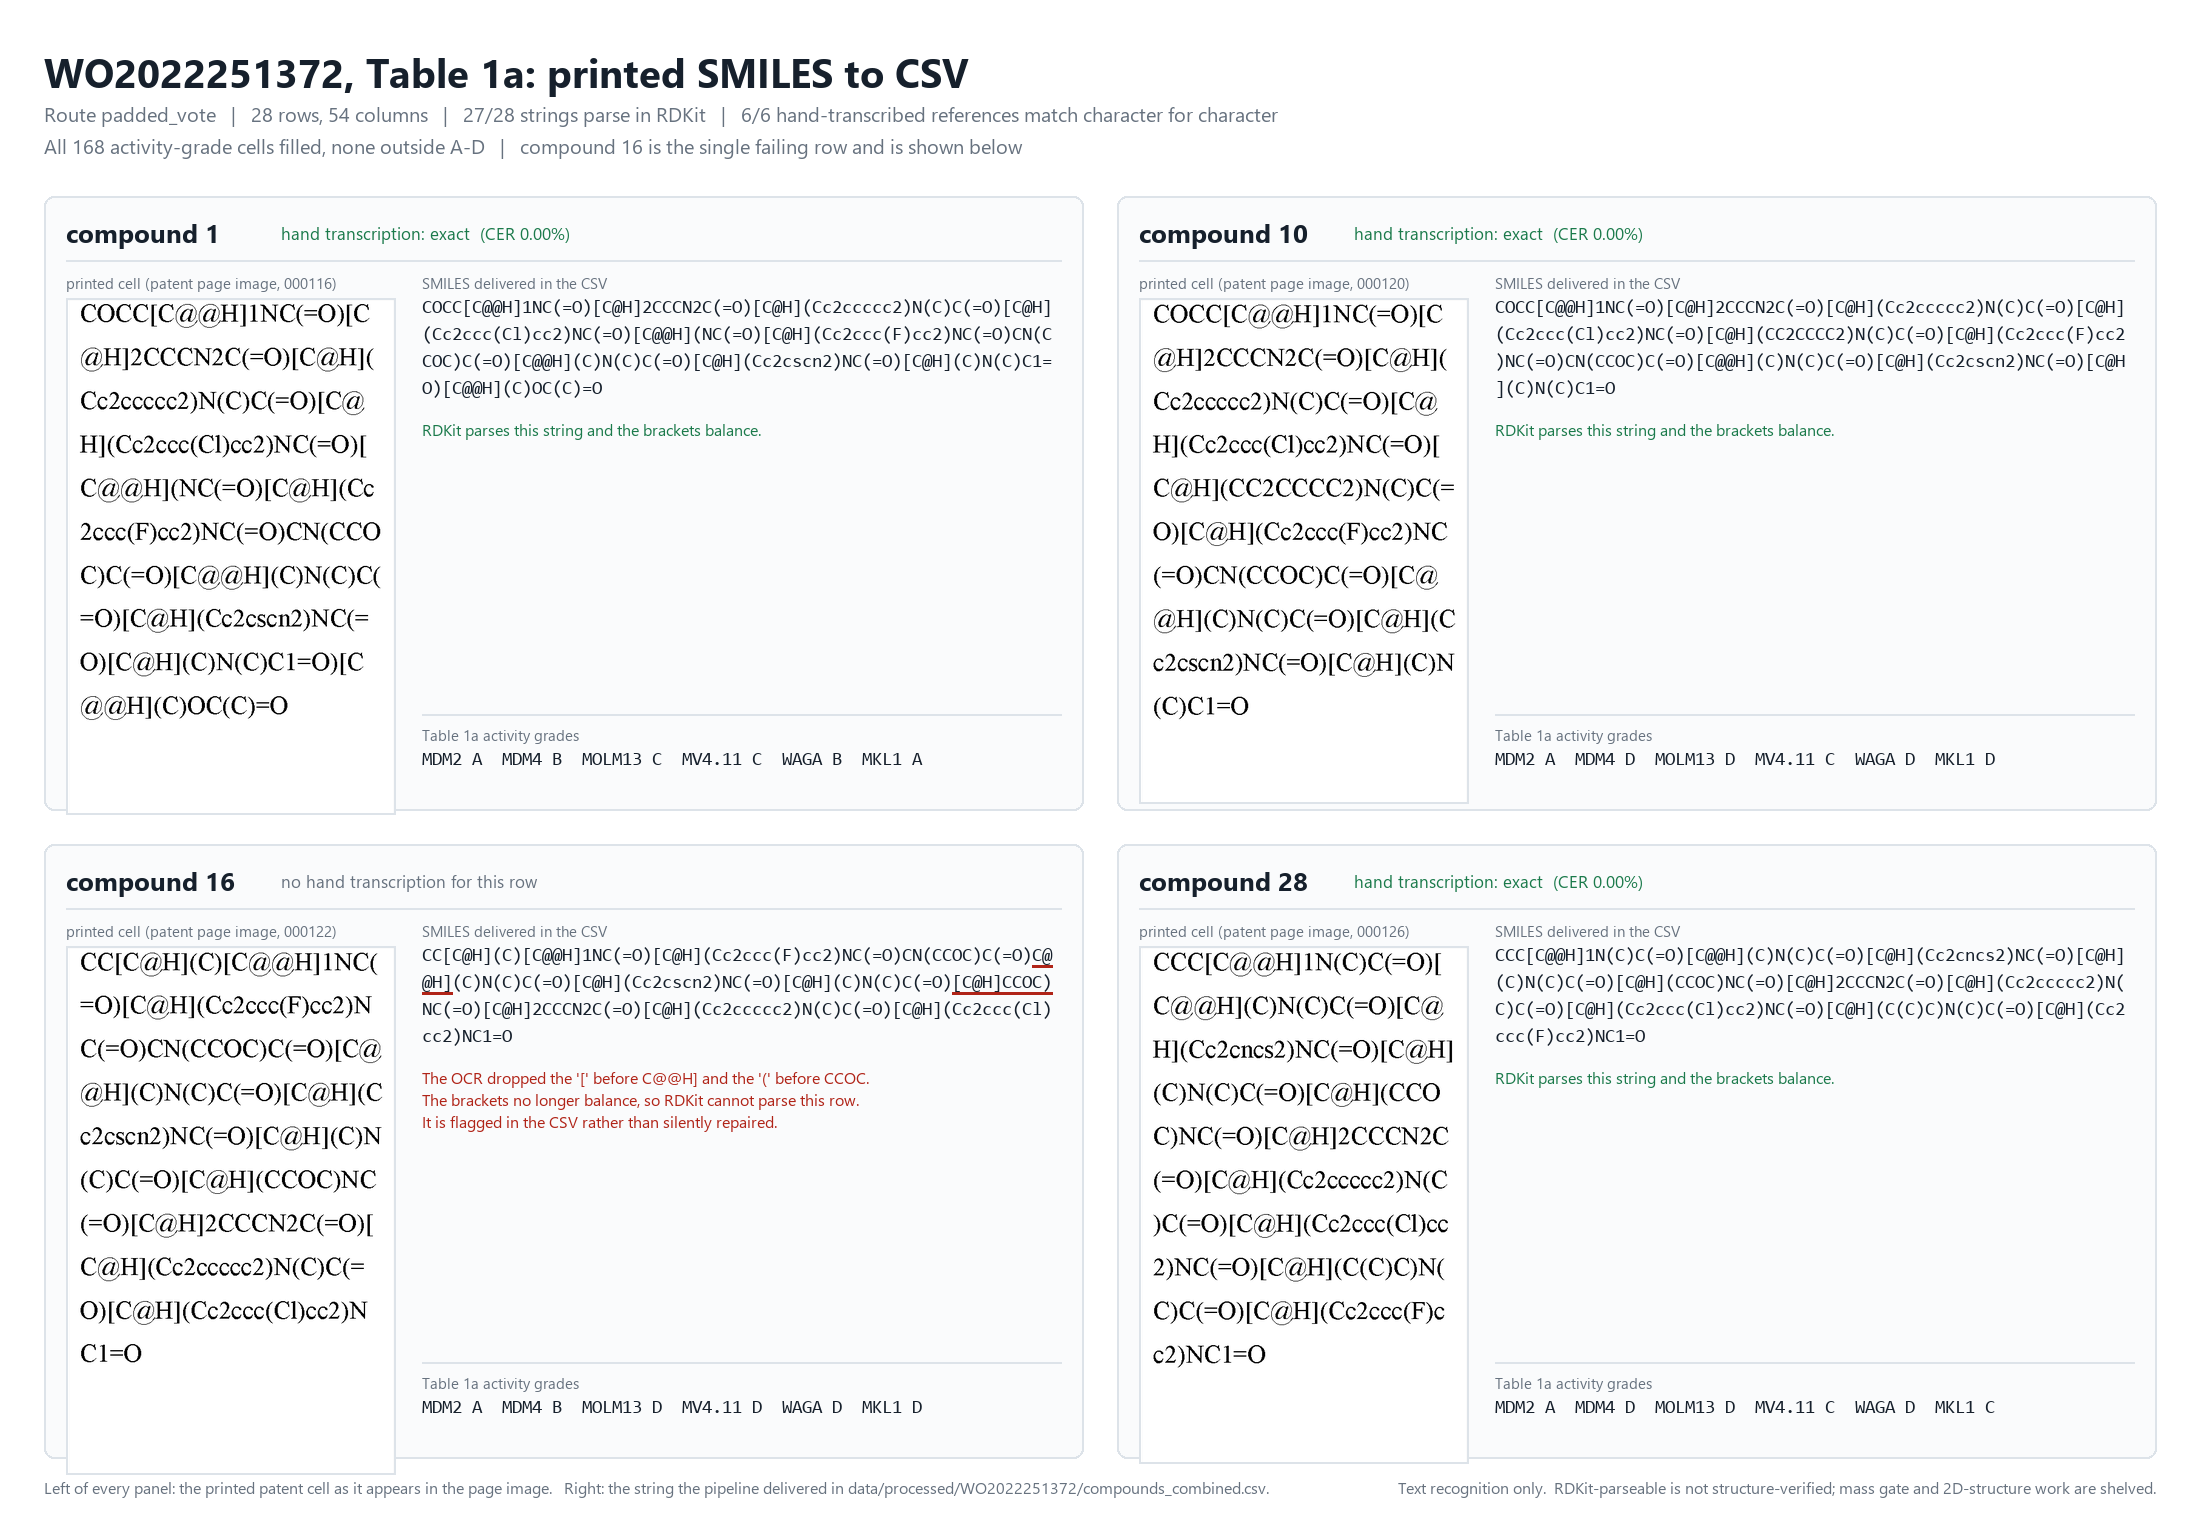 WO2022251372, Table 1a: printed SMILES to CSV
Route padded_vote | 28 rows, 54 columns | 27/28 strings parse in RDKit | 6/6 hand-transcribed references match character for character
All 168 activity-grade cells filled, none outside A-D | compound 16 is the single failing row and is shown below
compound 1 hand transcription: exact (CER 0.00%)
printed cell (patent page image, 000116)
COCC[C@@H]1NC(=O)[C
@H]2CCCN2C(=O)[C@H](
Cc2ccccc2)N(C)C(=O)[C@
H](Cc2ccc(Cl)cc2)NC(=O)[
C@@H](NC(=O)[C@H](Cc
2ccc(F)cc2)NC(=O)CN(CCO
C)C(=O)[C@@H](C)N(C)C(
=O)[C@H](Cc2cscn2)NC(=
O)[C@H](C)N(C)C1=O)[C
@@H](C)OC(C)=O
SMILES delivered in the CSV
COCC[C@@H]1NC(=O)[C@H]2CCCN2C(=O)[C@H](Cc2ccccc2)N(C)C(=O)[C@H]
(Cc2ccc(Cl)cc2)NC(=O)[C@@H](NC(=O)[C@H](Cc2ccc(F)cc2)NC(=O)CN(C
COC)C(=O)[C@@H](C)N(C)C(=O)[C@H](Cc2cscn2)NC(=O)[C@H](C)N(C)C1=
O)[C@@H](C)OC(C)=O
RDKit parses this string and the brackets balance.
Table 1a activity grades
MDM2 A MDM4 B MOLM13 C MV4.11 C WAGA B MKL1 A
compound 10 hand transcription: exact (CER 0.00%)
printed cell (patent page image, 000120)
COCC[C@@H]1NC(=O)[C
@H]2CCCN2C(=O)[C@H](
Cc2ccccc2)N(C)C(=O)[C@
H](Cc2ccc(Cl)cc2)NC(=O)[
C@H](CC2CCCC2)N(C)C(=
O)[C@H](Cc2ccc(F)cc2)NC
(=O)CN(CCOC)C(=O)[C@
@H](C)N(C)C(=O)[C@H](C
c2cscn2)NC(=O)[C@H](C)N
(C)C1=O
SMILES delivered in the CSV
COCC[C@@H]1NC(=O)[C@H]2CCCN2C(=O)[C@H](Cc2ccccc2)N(C)C(=O)[C@H]
(Cc2ccc(Cl)cc2)NC(=O)[C@H](CC2CCCC2)N(C)C(=O)[C@H](Cc2ccc(F)cc2
)NC(=O)CN(CCOC)C(=O)[C@@H](C)N(C)C(=O)[C@H](Cc2cscn2)NC(=O)[C@H
](C)N(C)C1=O
RDKit parses this string and the brackets balance.
Table 1a activity grades
MDM2 A MDM4 D MOLM13 D MV4.11 C WAGA D MKL1 D
compound 16 no hand transcription for this row
printed cell (patent page image, 000122)
CC[C@H](C)[C@@H]1NC(
=O)[C@H](Cc2ccc(F)cc2)N
C(=O)CN(CCOC)C(=O)[C@
@H](C)N(C)C(=O)[C@H](C
c2cscn2)NC(=O)[C@H](C)N
(C)C(=O)[C@H](CCOC)NC
(=O)[C@H]2CCCN2C(=O)[
C@H](Cc2ccccc2)N(C)C(=
O)[C@H](Cc2ccc(Cl)cc2)N
C1=O
SMILES delivered in the CSV
CC[C@H](C)[C@@H]1NC(=O)[C@H](Cc2ccc(F)cc2)NC(=O)CN(CCOC)C(=O)C@
@H](C)N(C)C(=O)[C@H](Cc2cscn2)NC(=O)[C@H](C)N(C)C(=O)[C@H]CCOC)
NC(=O)[C@H]2CCCN2C(=O)[C@H](Cc2ccccc2)N(C)C(=O)[C@H](Cc2ccc(Cl)
cc2)NC1=O
The OCR dropped the '[' before C@@H] and the '(' before CCOC.
The brackets no longer balance, so RDKit cannot parse this row.
It is flagged in the CSV rather than silently repaired.
Table 1a activity grades
MDM2 A MDM4 B MOLM13 D MV4.11 D WAGA D MKL1 D
compound 28 hand transcription: exact (CER 0.00%)
printed cell (patent page image, 000126)
CCC[C@@H]1N(C)C(=O)[
C@@H](C)N(C)C(=O)[C@
H](Cc2cncs2)NC(=O)[C@H]
(C)N(C)C(=O)[C@H](CCO
C)NC(=O)[C@H]2CCCN2C
(=O)[C@H](Cc2ccccc2)N(C
)C(=O)[C@H](Cc2ccc(Cl)cc
2)NC(=O)[C@H](C(C)C)N(
C)C(=O)[C@H](Cc2ccc(F)c
c2)NC1=O
SMILES delivered in the CSV
CCC[C@@H]1N(C)C(=O)[C@@H](C)N(C)C(=O)[C@H](Cc2cncs2)NC(=O)[C@H]
(C)N(C)C(=O)[C@H](CCOC)NC(=O)[C@H]2CCCN2C(=O)[C@H](Cc2ccccc2)N(
C)C(=O)[C@H](Cc2ccc(Cl)cc2)NC(=O)[C@H](C(C)C)N(C)C(=O)[C@H](Cc2
ccc(F)cc2)NC1=O
RDKit parses this string and the brackets balance.
Table 1a activity grades
MDM2 A MDM4 D MOLM13 D MV4.11 C WAGA D MKL1 C
Left of every panel: the printed patent cell as it appears in the page image. Right: the string the pipeline delivered in data/processed/WO2022251372/compounds_combined.csv.
Text recognition only. RDKit-parseable is not structure-verified; mass gate and 2D-structure work are shelved.